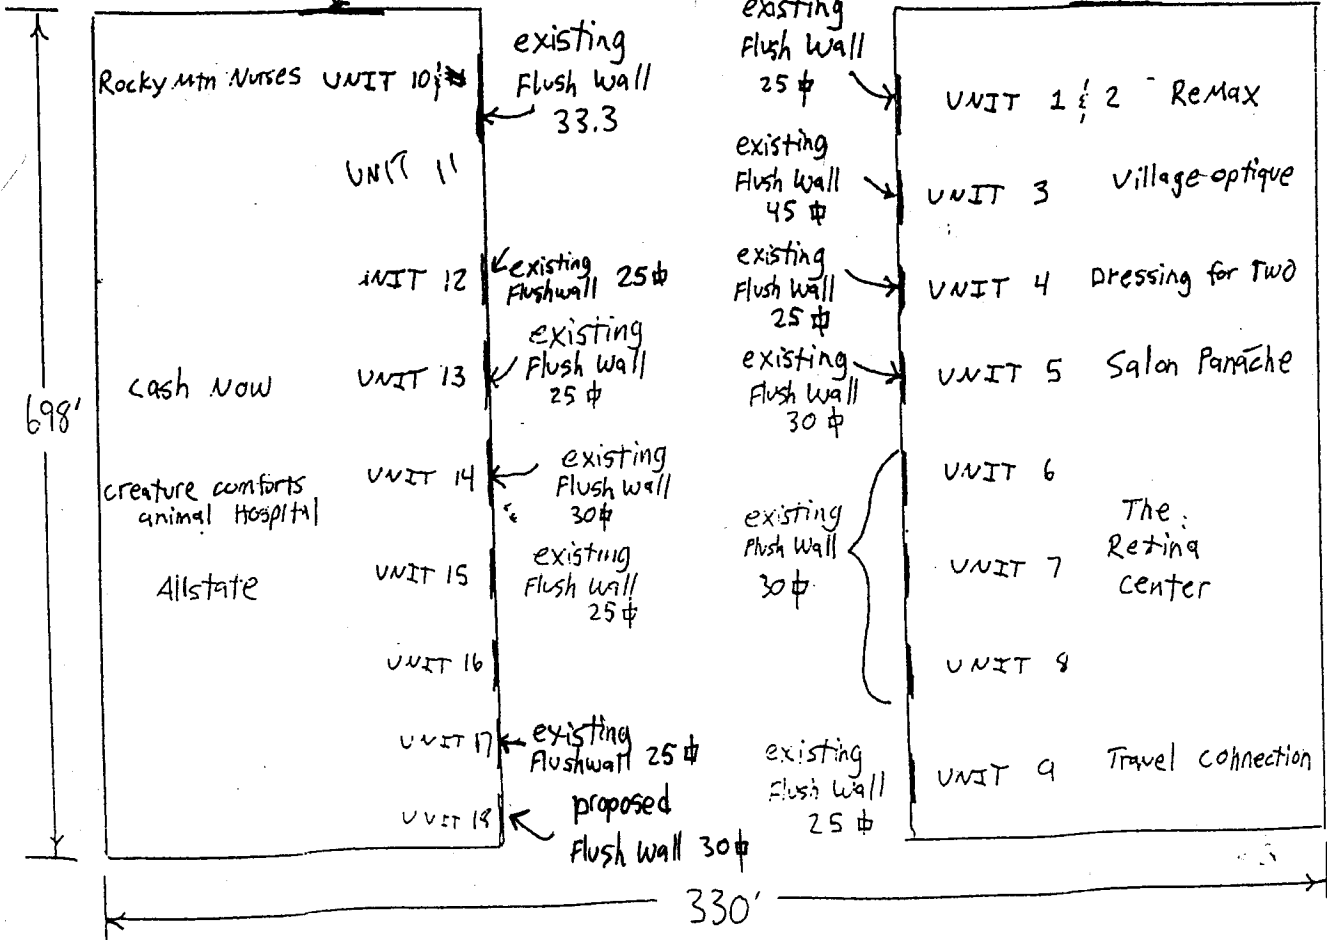 existing
Flush Wall
33.3
Rocky Mtn Nurses UNIT 10 &
UNIT 11
UNIT 12
existing
Flushwall 25 ⌽
existing
Flush Wall
25 ⌽
Cash Now UNIT 13
698'
existing
Flush Wall
30 ⌽
UNIT 14
Creature Comforts
animal Hospital
existing
Flush Wall
25 ⌽
Allstate UNIT 15
UNIT 16
UNIT 17
existing
Flushwall 25 ⌽
UNIT 18
proposed
Flush Wall 30 ⌽
existing
Flush Wall
25 ⌽
UNIT 1 & 2 ReMax
existing
Flush Wall
45 ⌽
UNIT 3 Village optique
existing
Flush Wall
25 ⌽
UNIT 4 Dressing for Two
existing
Flush Wall
30 ⌽
UNIT 5 Salon Panache
UNIT 6
existing
Flush Wall
30 ⌽
UNIT 7
The
Retina
Center
UNIT 8
existing
Flush Wall
25 ⌽
UNIT 9 Travel Connection
330'